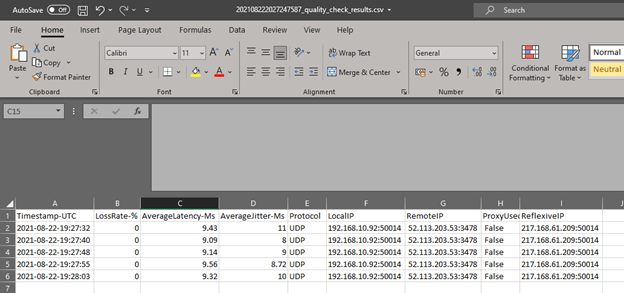 AutoSave Off 202108222027247587_quality_check_results.csv Search
File Home Insert Page Layout Formulas Data Review View Help
Paste Cut Copy Format Painter Clipboard
Calibri 11 A A B I U A Font
ab Wrap Text Merge & Center Alignment
General $ % , Number
Conditional Formatting Format as Table Normal Neutral
C15 fx
A B C D E F G H I J
1 Timestamp-UTC LossRate-% AverageLatency-Ms AverageJitter-Ms Protocol LocalIP RemoteIP ProxyUsed ReflexiveIP
2 2021-08-22-19:27:32 0 9.43 11 UDP 192.168.10.92:50014 52.113.203.53:3478 False 217.168.61.209:50014
3 2021-08-22-19:27:40 0 9.09 8 UDP 192.168.10.92:50014 52.113.203.53:3478 False 217.168.61.209:50014
4 2021-08-22-19:27:48 0 9.14 9 UDP 192.168.10.92:50014 52.113.203.53:3478 False 217.168.61.209:50014
5 2021-08-22-19:27:55 0 9.56 8.72 UDP 192.168.10.92:50014 52.113.203.53:3478 False 217.168.61.209:50014
6 2021-08-22-19:28:03 0 9.32 10 UDP 192.168.10.92:50014 52.113.203.53:3478 False 217.168.61.209:50014
7